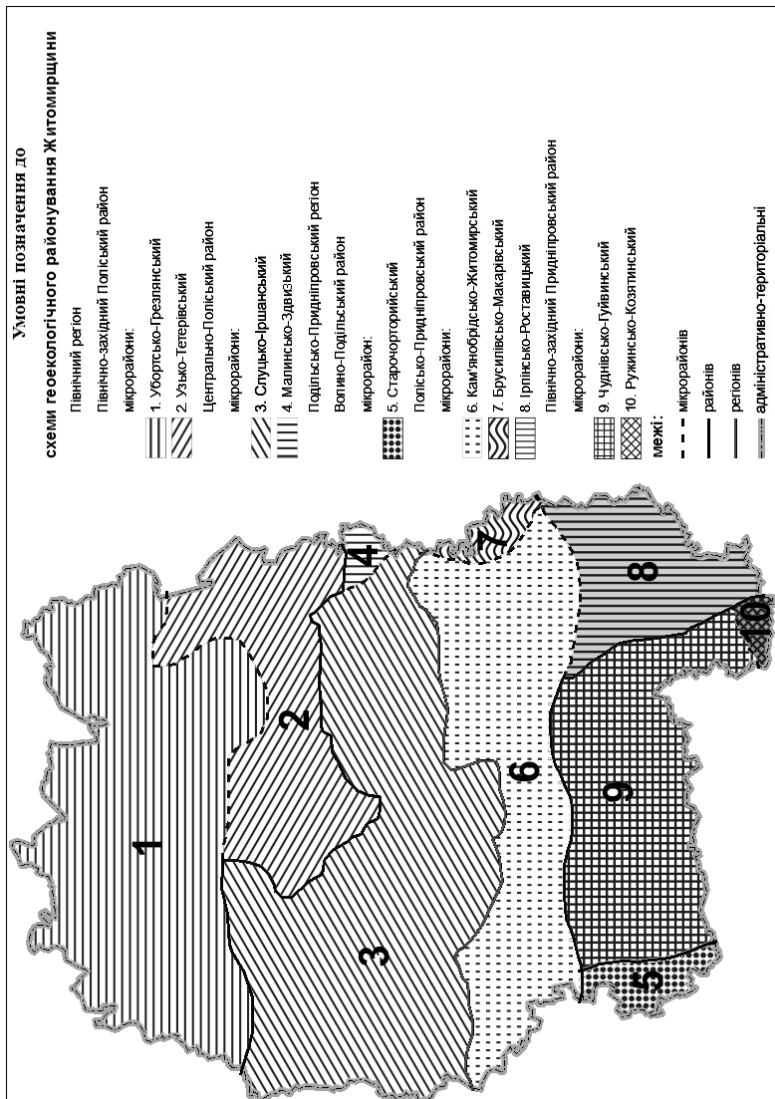 Умовні позначення до
схеми геоекологічного районування Житомирщини
Північний регіон
Північно-західний Поліський район
мікрорайони:
1. Убортсько-Грезлянський
2. Узько-Тетерівський
Центрально-Поліський район
мікрорайони:
3. Слуцько-Іршанський
4. Малинсько-Здвизький
Подільсько-Придніпровський регіон
Волино-Подільський район
мікрорайон:
5. Старочорторийський
Полісько-Придніпровський район
мікрорайони:
6. Кам'янобрідсько-Житомирський
7. Брусилівсько-Макарівський
8. Ірпінсько-Роставицький
Північно-західний Придніпровський район
мікрорайони:
9. Чуднівсько-Гуйвинський
10. Ружинсько-Козятинський
межі:
мікрорайонів
районів
регіонів
адміністративно-територіальні
1
2
3
4
5
6
7
8
9
10